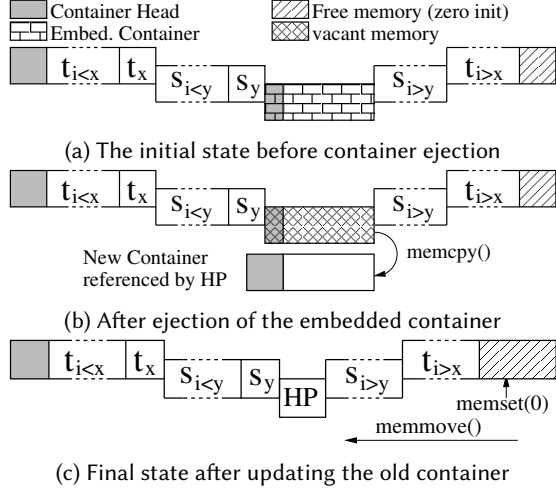 Container Head
Free memory (zero init)
Embed. Container
vacant memory
t_{i<x} t_x s_{i<y} s_y s_{i>y} t_{i>x}
(a) The initial state before container ejection
t_{i<x} t_x s_{i<y} s_y s_{i>y} t_{i>x}
New Container
referenced by HP
memcpy()
(b) After ejection of the embedded container
t_{i<x} t_x s_{i<y} s_y HP s_{i>y} t_{i>x}
memset(0)
memmove()
(c) Final state after updating the old container